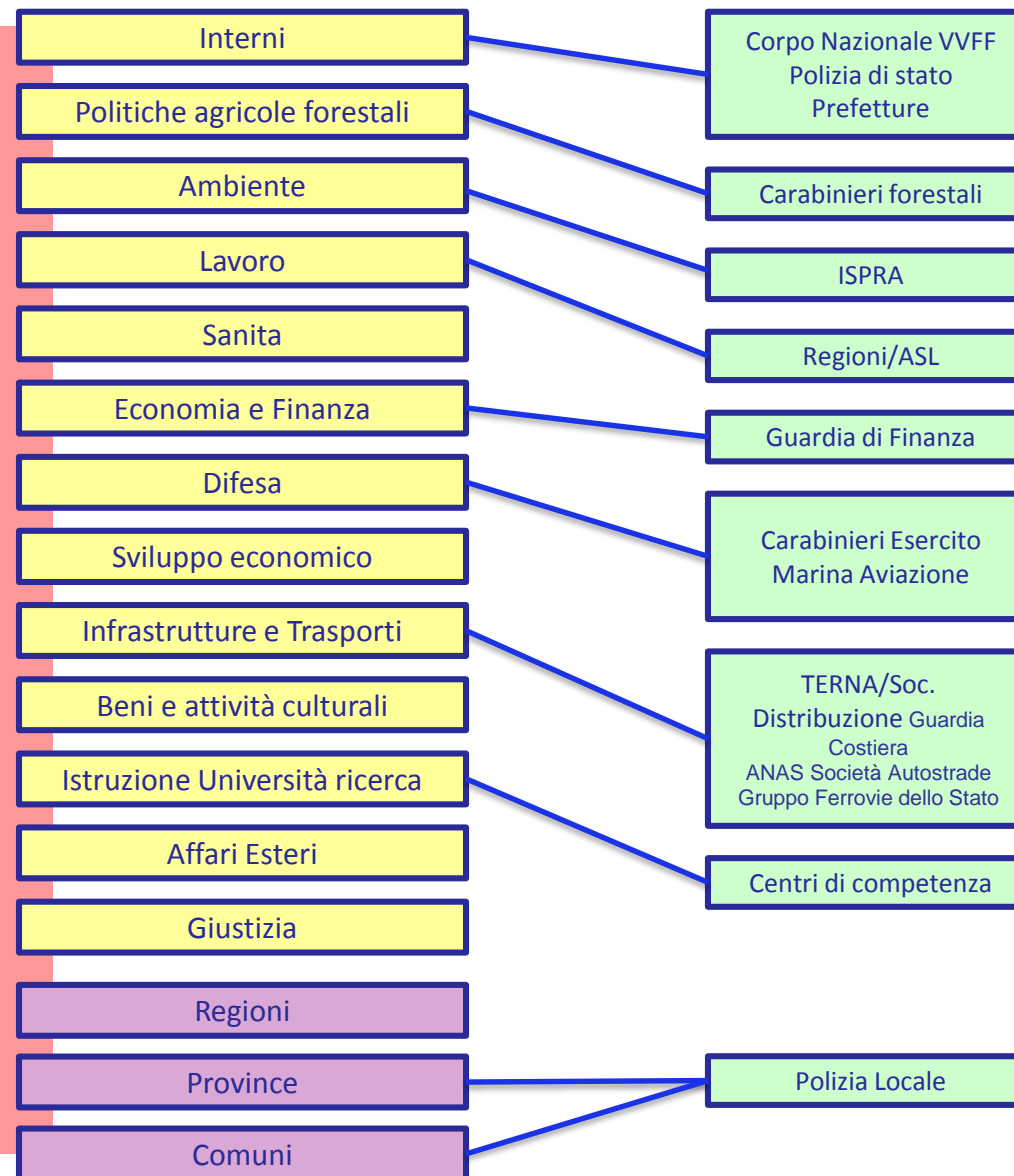 Interni
Politiche agricole forestali
Ambiente
Lavoro
Sanita
Economia e Finanza
Difesa
Sviluppo economico
Infrastrutture e Trasporti
Beni e attività culturali
Istruzione Università ricerca
Affari Esteri
Giustizia
Regioni
Province
Comuni
Corpo Nazionale VVFF
Polizia di stato
Prefetture
Carabinieri forestali
ISPRA
Regioni/ASL
Guardia di Finanza
Carabinieri Esercito
Marina Aviazione
TERNA/Soc.
Distribuzione Guardia
Costiera
ANAS Società Autostrade
Gruppo Ferrovie dello Stato
Centri di competenza
Polizia Locale